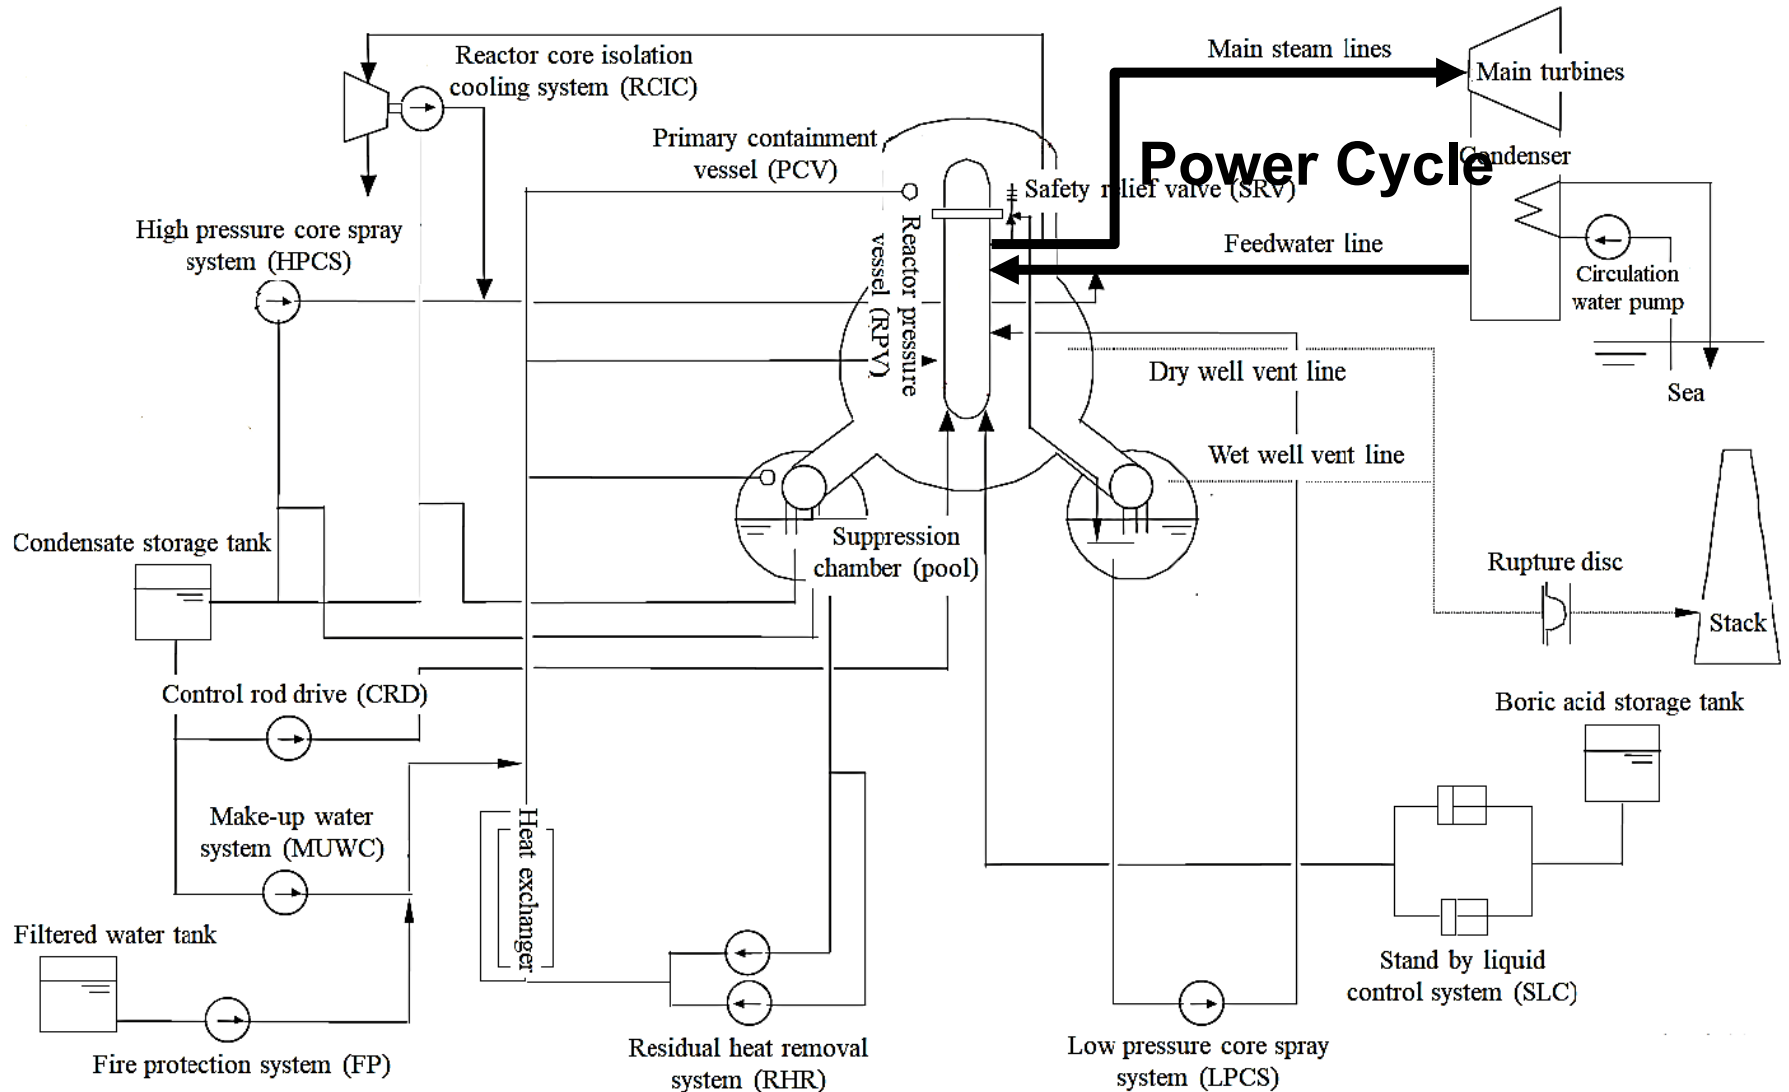 Reactor core isolation
cooling system (RCIC)
Main steam lines
Main turbines
Primary containment
vessel (PCV)
Power Cycle
Condenser
Safety relief valve (SRV)
High pressure core spray
system (HPCS)
Reactor pressure
vessel (RPV)
Feedwater line
Circulation
water pump
Dry well vent line
Sea
Wet well vent line
Condensate storage tank
Suppression
chamber (pool)
Rupture disc
Stack
Control rod drive (CRD)
Boric acid storage tank
Make-up water
system (MUWC)
Heat exchanger
Filtered water tank
Stand by liquid
control system (SLC)
Fire protection system (FP)
Residual heat removal
system (RHR)
Low pressure core spray
system (LPCS)